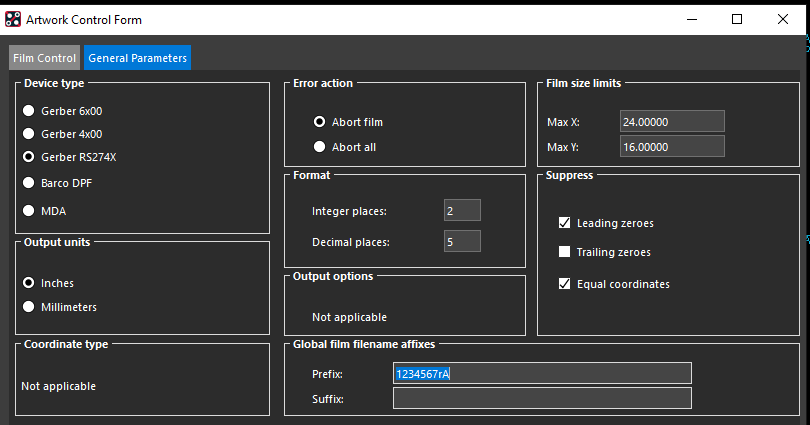 Artwork Control Form
Film Control General Parameters
Device type
Gerber 6x00
Gerber 4x00
Gerber RS274X
Barco DPF
MDA
Error action
Abort film
Abort all
Film size limits
Max X: 24.00000
Max Y: 16.00000
Format
Integer places: 2
Decimal places: 5
Suppress
Leading zeroes
Trailing zeroes
Equal coordinates
Output units
Inches
Millimeters
Output options
Not applicable
Coordinate type
Not applicable
Global film filename affixes
Prefix: 1234567rA
Suffix: